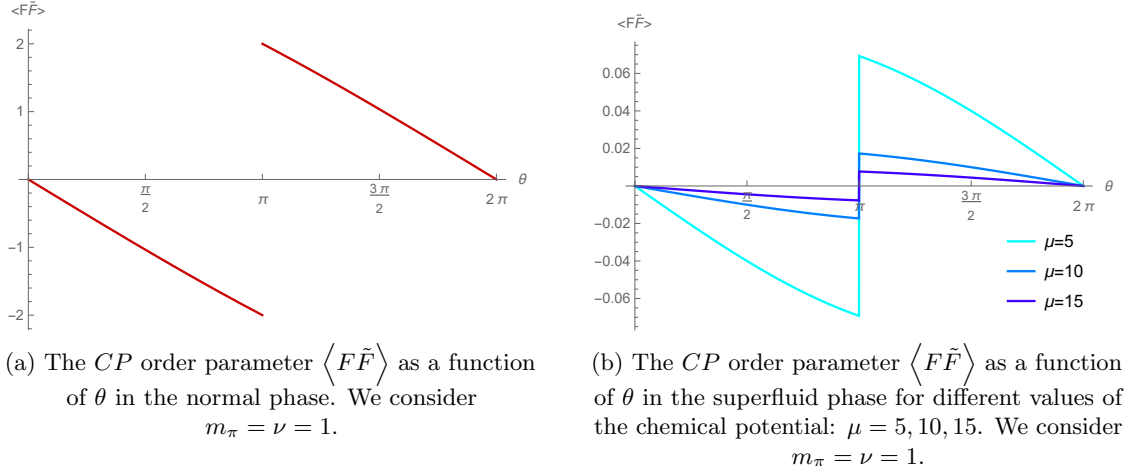 <FF̃>
2
1
-1
-2
π/2
π
3π/2
2π
θ
(a) The CP order parameter ⟨FF̃⟩ as a function
of θ in the normal phase. We consider
mπ = ν = 1.
<FF̃>
0.06
0.04
0.02
0
-0.02
-0.04
-0.06
π/2
π
3π/2
2π
θ
μ=5
μ=10
μ=15
(b) The CP order parameter ⟨FF̃⟩ as a function
of θ in the superfluid phase for different values of
the chemical potential: μ = 5, 10, 15. We consider
mπ = ν = 1.